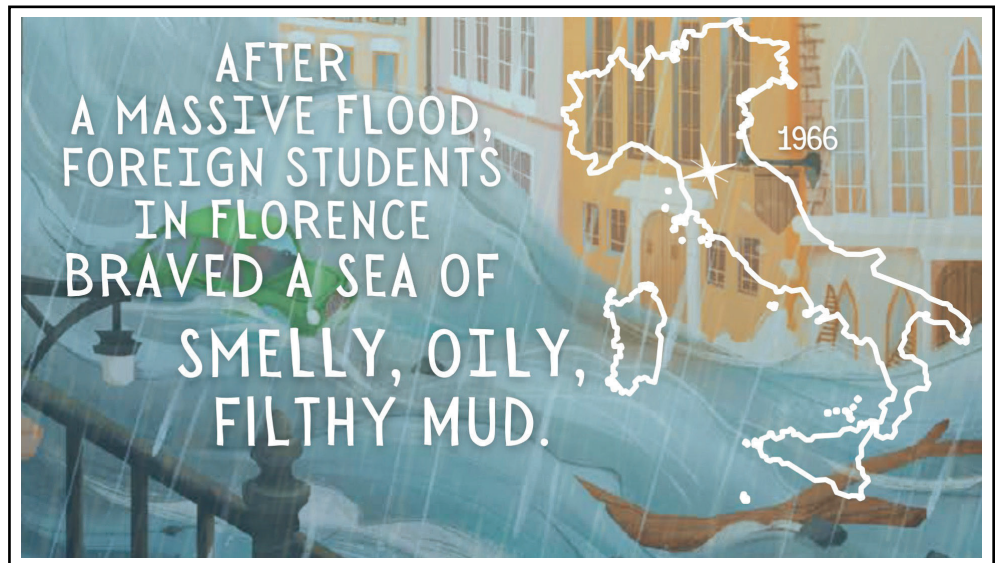 AFTER
A MASSIVE FLOOD,
FOREIGN STUDENTS
IN FLORENCE
BRAVED A SEA OF
SMELLY, OILY,
FILTHY MUD.
1966